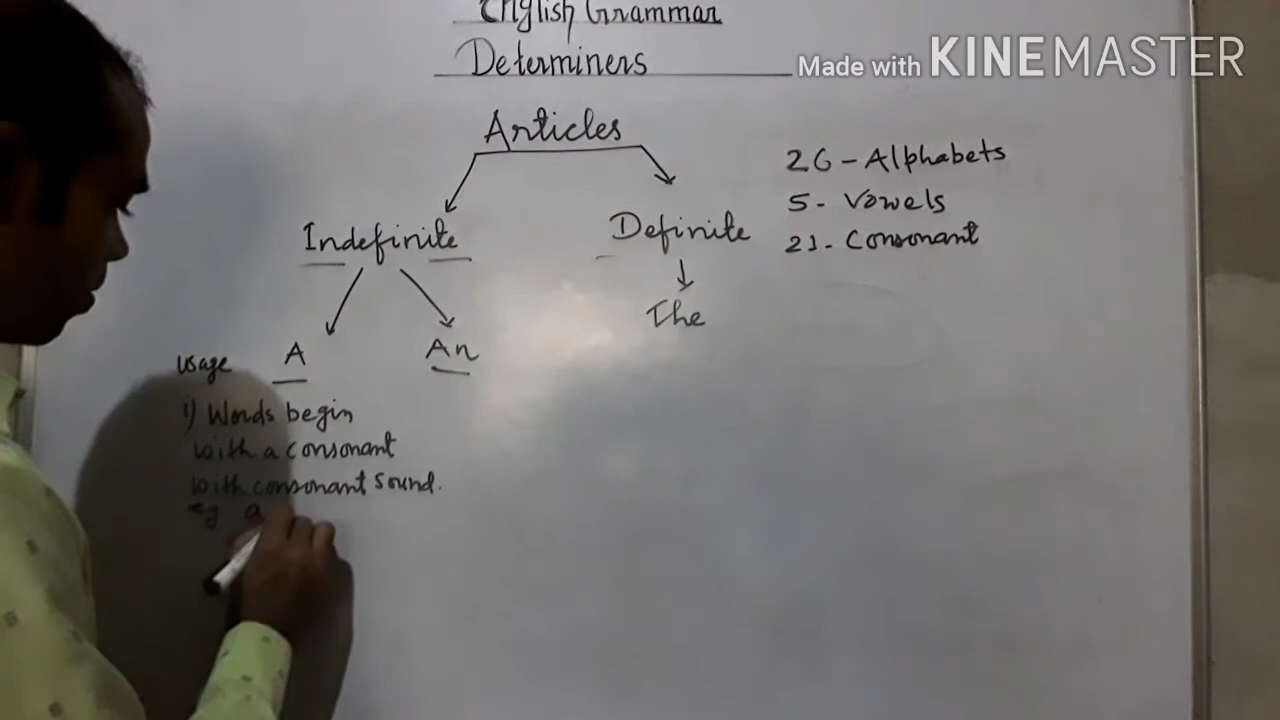 English Grammar
Determiners
Made with KINEMASTER
Articles
26 - Alphabets
5 - Vowels
21 - Consonant
Indefinite
Definite
The
A
An
usage
1) Words begin
with a consonant
with consonant sound.
eg a